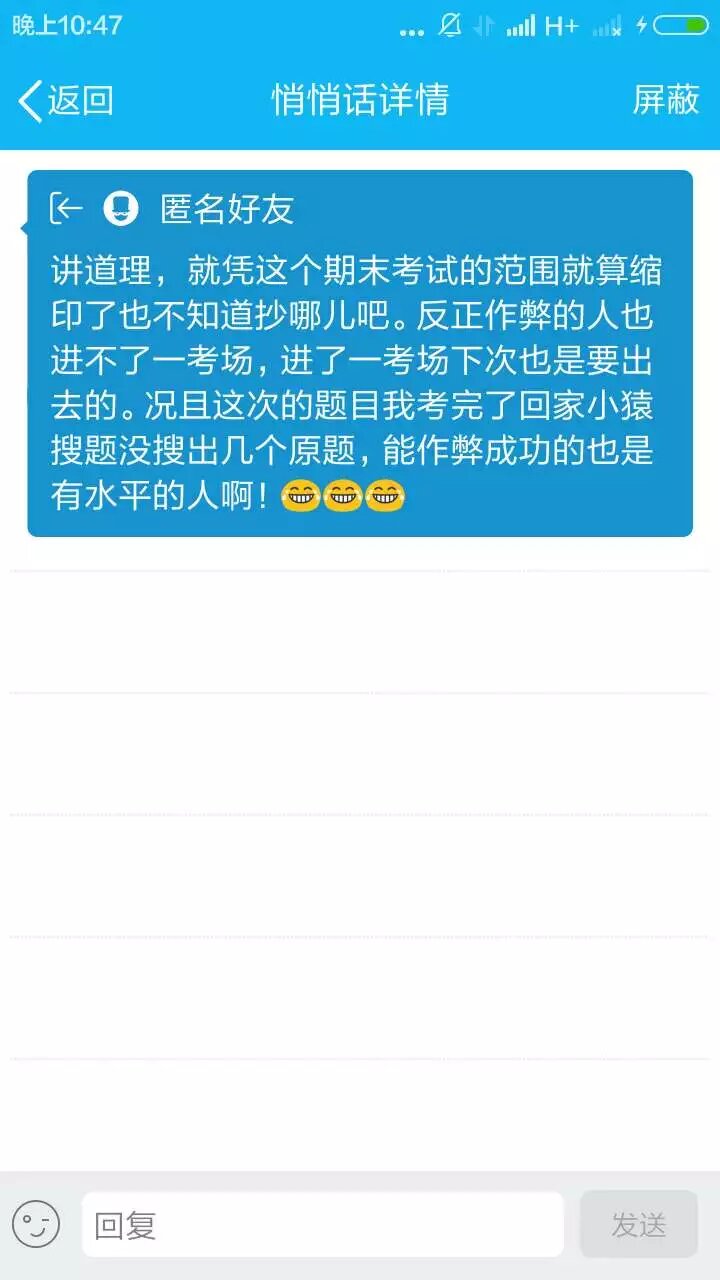 晚上10:47
H+
返回
悄悄话详情
屏蔽
匿名好友
讲道理，就凭这个期末考试的范围就算缩
印了也不知道抄哪儿吧。反正作弊的人也
进不了一考场，进了一考场下次也是要出
去的。况且这次的题目我考完了回家小猿
搜题没搜出几个原题，能作弊成功的也是
有水平的人啊！😂😂😂
回复
发送